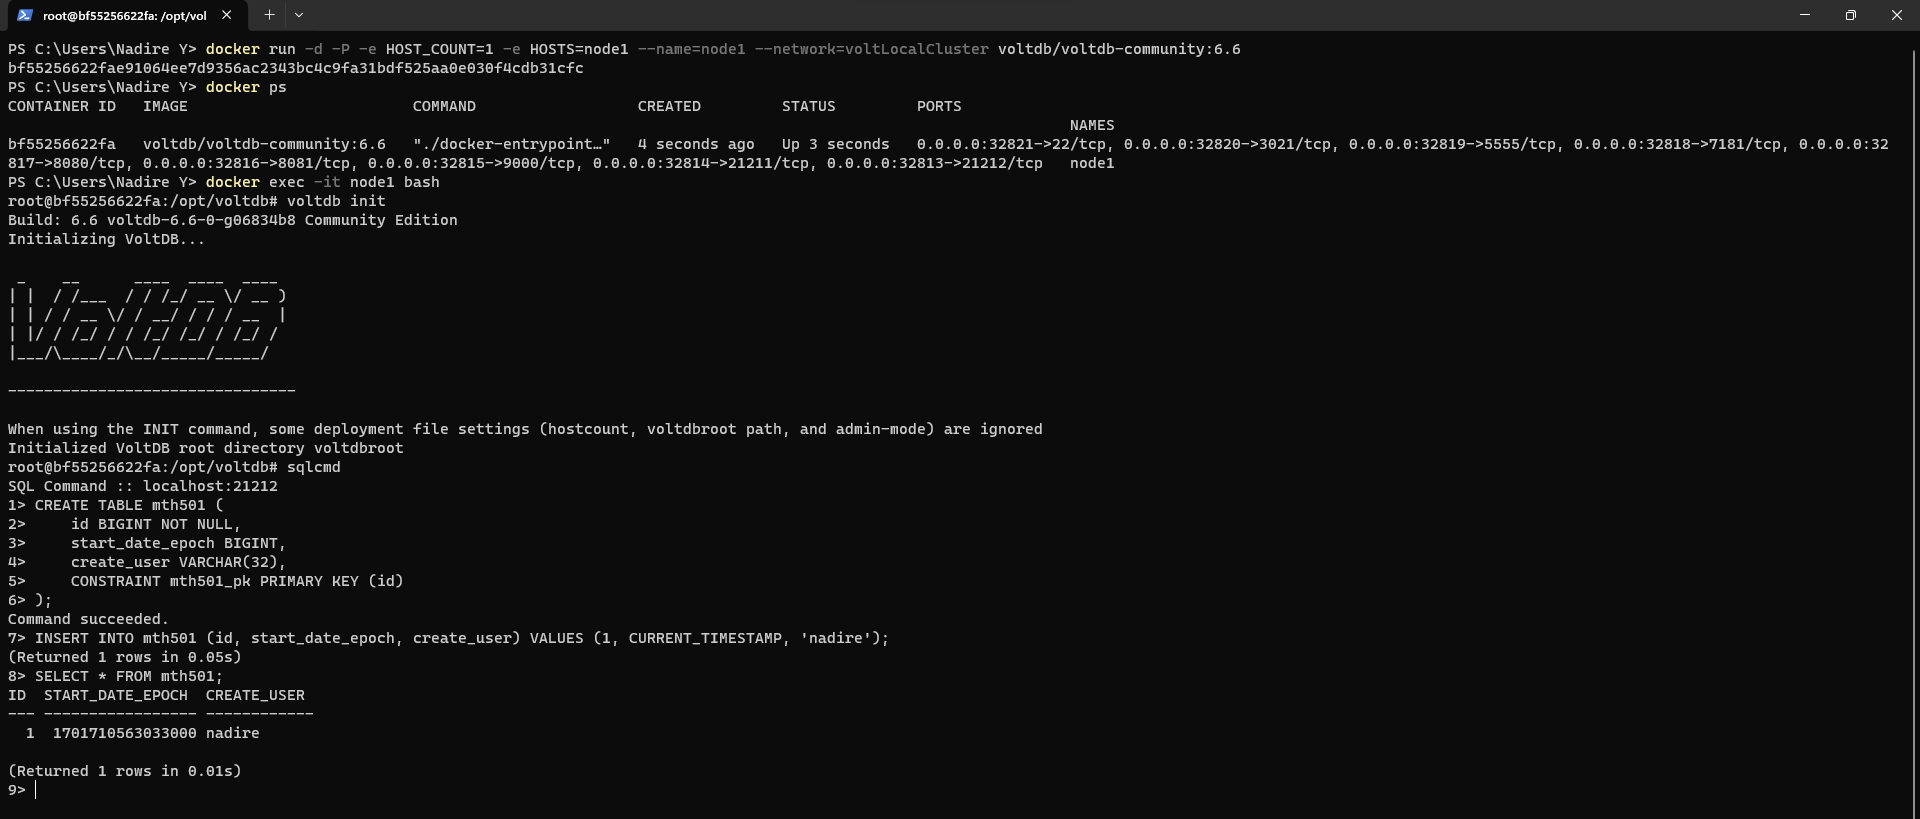 root@bf55256622fa: /opt/vol
PS C:\Users\Nadire Y> docker run -d -P -e HOST_COUNT=1 -e HOSTS=node1 --name=node1 --network=voltLocalCluster voltdb/voltdb-community:6.6
bf55256622fae91064ee7d9356ac2343bc4c9fa31bdf525aa0e030f4cdb31cfc
PS C:\Users\Nadire Y> docker ps
CONTAINER ID   IMAGE                         COMMAND                  CREATED         STATUS         PORTS
NAMES
bf55256622fa   voltdb/voltdb-community:6.6   "./docker-entrypoint…"   4 seconds ago   Up 3 seconds   0.0.0.0:32821->22/tcp, 0.0.0.0:32820->3021/tcp, 0.0.0.0:32819->5555/tcp, 0.0.0.0:32818->7181/tcp, 0.0.0.0:32
817->8080/tcp, 0.0.0.0:32816->8081/tcp, 0.0.0.0:32815->9000/tcp, 0.0.0.0:32814->21211/tcp, 0.0.0.0:32813->21212/tcp   node1
PS C:\Users\Nadire Y> docker exec -it node1 bash
root@bf55256622fa:/opt/voltdb# voltdb init
Build: 6.6 voltdb-6.6-0-g06834b8 Community Edition
Initializing VoltDB...
 _    __      ____  ____  ____
| |  / /___  / / /_/ __ \/ __ )
| | / / __ \/ / __/ / / / __  |
| |/ / /_/ / / /_/ /_/ / /_/ /
|___/\____/_/\__/_____/_____/
--------------------------------
When using the INIT command, some deployment file settings (hostcount, voltdbroot path, and admin-mode) are ignored
Initialized VoltDB root directory voltdbroot
root@bf55256622fa:/opt/voltdb# sqlcmd
SQL Command :: localhost:21212
1> CREATE TABLE mth501 (
2>     id BIGINT NOT NULL,
3>     start_date_epoch BIGINT,
4>     create_user VARCHAR(32),
5>     CONSTRAINT mth501_pk PRIMARY KEY (id)
6> );
Command succeeded.
7> INSERT INTO mth501 (id, start_date_epoch, create_user) VALUES (1, CURRENT_TIMESTAMP, 'nadire');
(Returned 1 rows in 0.05s)
8> SELECT * FROM mth501;
ID  START_DATE_EPOCH  CREATE_USER
--- ----------------- ------------
  1  1701710563033000 nadire
(Returned 1 rows in 0.01s)
9>